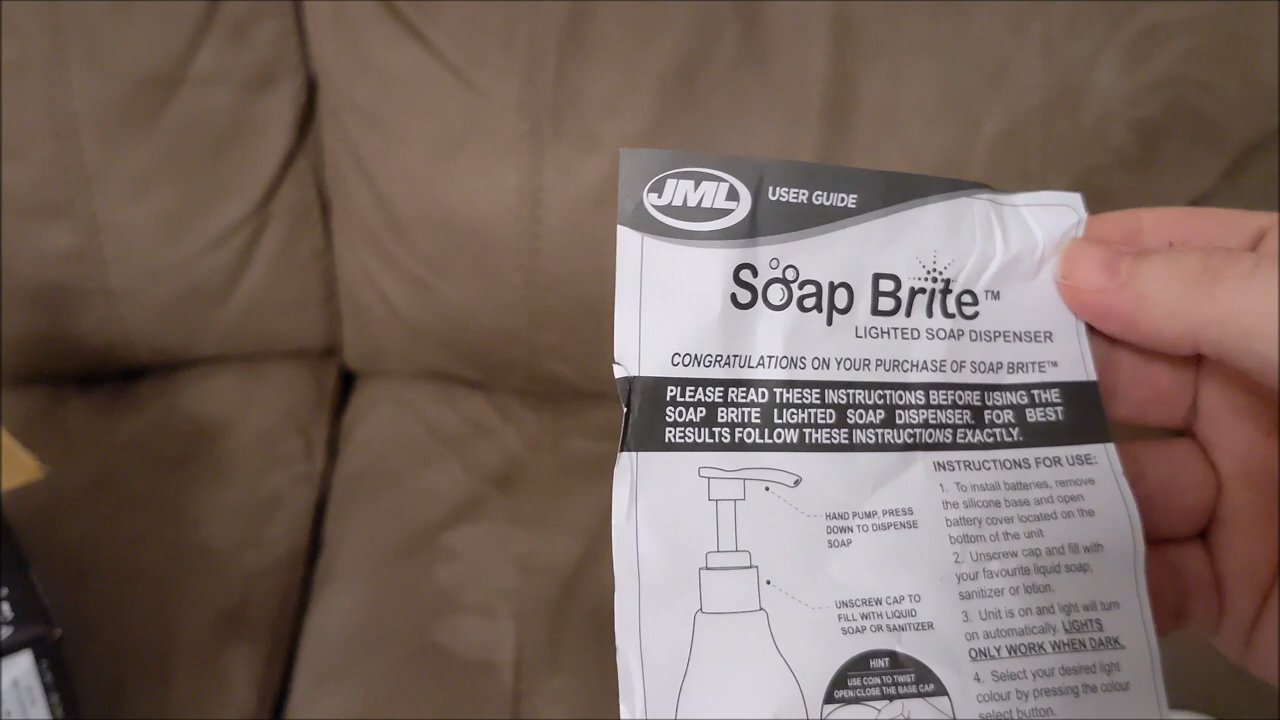 JML
USER GUIDE
Soap Brite™
LIGHTED SOAP DISPENSER
CONGRATULATIONS ON YOUR PURCHASE OF SOAP BRITE™
PLEASE READ THESE INSTRUCTIONS BEFORE USING THE
SOAP BRITE LIGHTED SOAP DISPENSER. FOR BEST
RESULTS FOLLOW THESE INSTRUCTIONS EXACTLY.
HAND PUMP, PRESS
DOWN TO DISPENSE
SOAP
UNSCREW CAP TO
FILL WITH LIQUID
SOAP OR SANITIZER
HINT
USE COIN TO TWIST
OPEN/CLOSE THE BASE CAP
INSTRUCTIONS FOR USE:
1. To install batteries, remove
the silicone base and open
battery cover located on the
bottom of the unit
2. Unscrew cap and fill with
your favourite liquid soap,
sanitizer or lotion.
3. Unit is on and light will turn
on automatically. LIGHTS
ONLY WORK WHEN DARK.
4. Select your desired light
colour by pressing the colour
select button.